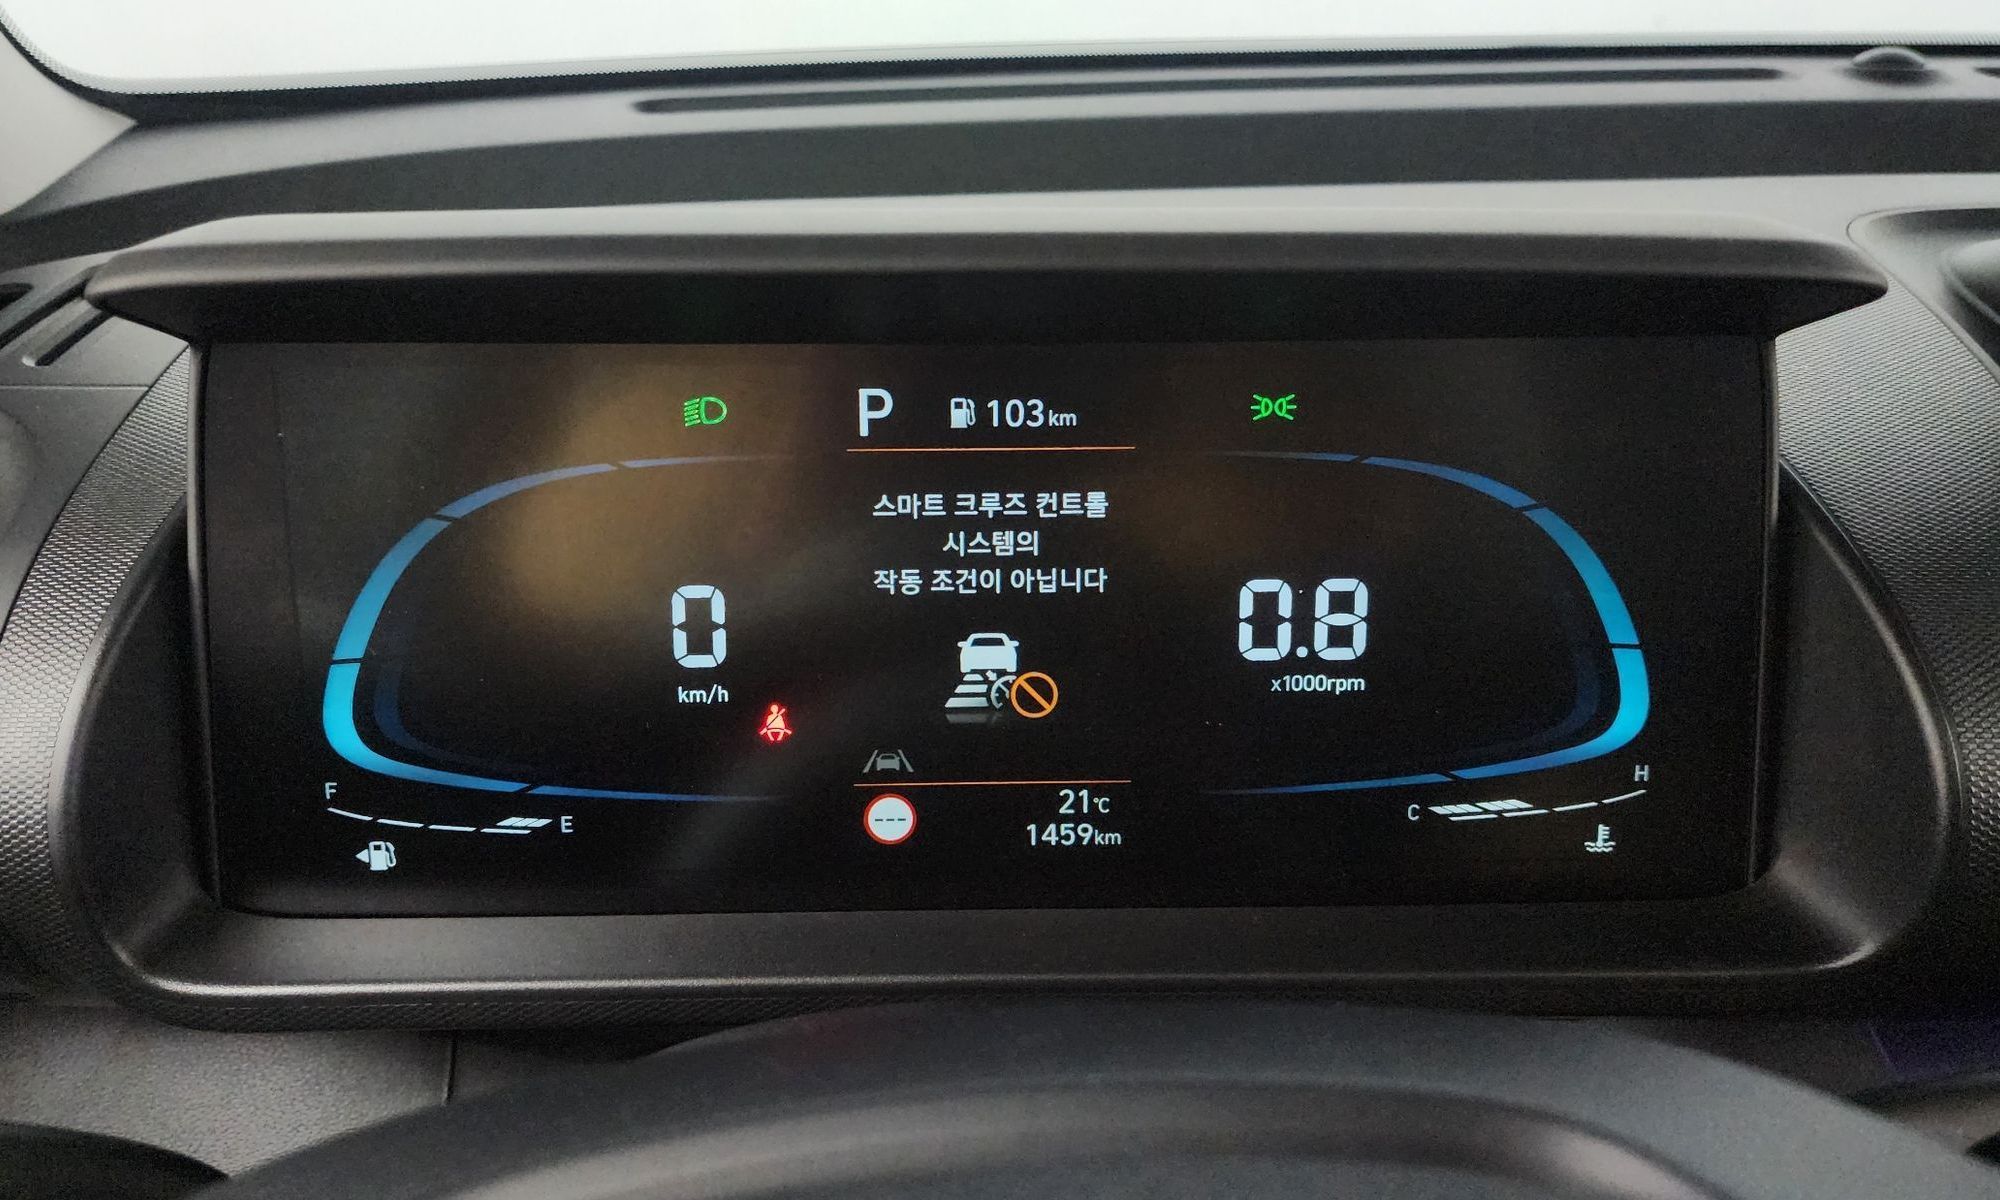 P 103km
스마트 크루즈 컨트롤
시스템의
작동 조건이 아닙니다
0
km/h
0.8
x1000rpm
F
E
---
21°C
1459km
C
H